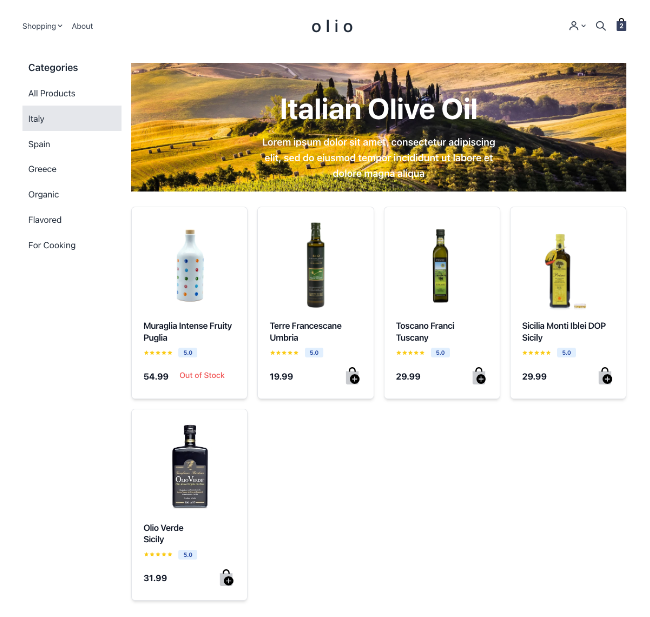 Shopping About
olio
2
Categories
All Products
Italy
Spain
Greece
Organic
Flavored
For Cooking
Italian Olive Oil
Lorem ipsum dolor sit amet, consectetur adipiscing
elit, sed do eiusmod tempor incididunt ut labore et
dolore magna aliqua
Muraglia Intense Fruity
Puglia
5.0
54.99 Out of Stock
Terre Francescane
Umbria
5.0
19.99
Toscano Franci
Tuscany
5.0
29.99
Sicilia Monti Iblei DOP
Sicily
5.0
29.99
OLIO VERDE
Olio Verde
Sicily
5.0
31.99